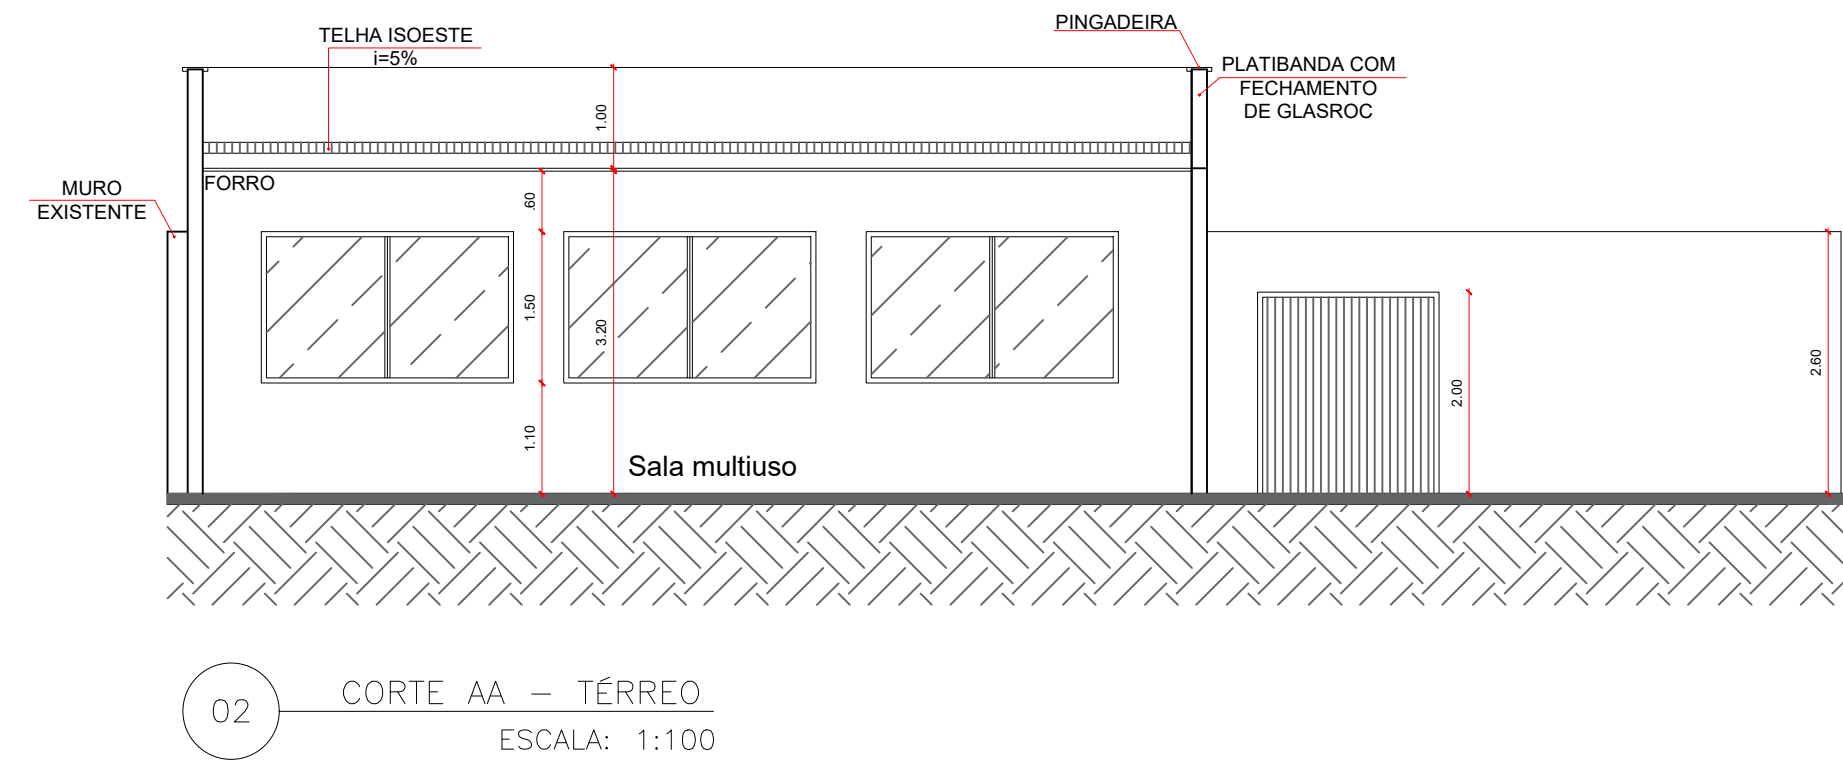 PINGADEIRA
TELHA ISOESTE
i=5%
PLATIBANDA COM
FECHAMENTO
DE GLASROC
1.00
FORRO
MURO
EXISTENTE
.60
1.50
3.20
1.10
2.00
2.60
Sala multiuso
02
CORTE AA - TÉRREO
ESCALA: 1:100